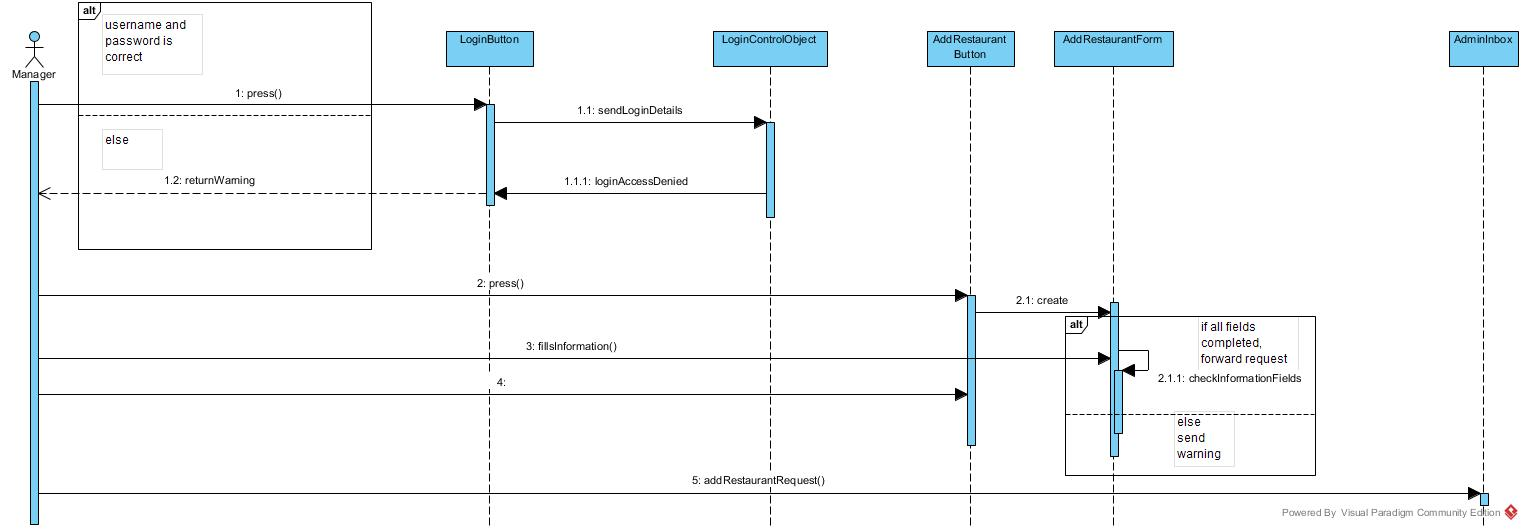 alt
username and
password is
correct
Manager
LoginButton
LoginControlObject
AddRestaurant
Button
AddRestaurantForm
AdminInbox
1: press()
1.1: sendLoginDetails
else
1.2: returnWarning
1.1.1: loginAccessDenied
2: press()
2.1: create
alt
if all fields
completed,
forward request
3: fillsInformation()
2.1.1: checkInformationFields
4:
else
send
warning
5: addRestaurantRequest()
Powered By Visual Paradigm Community Edition